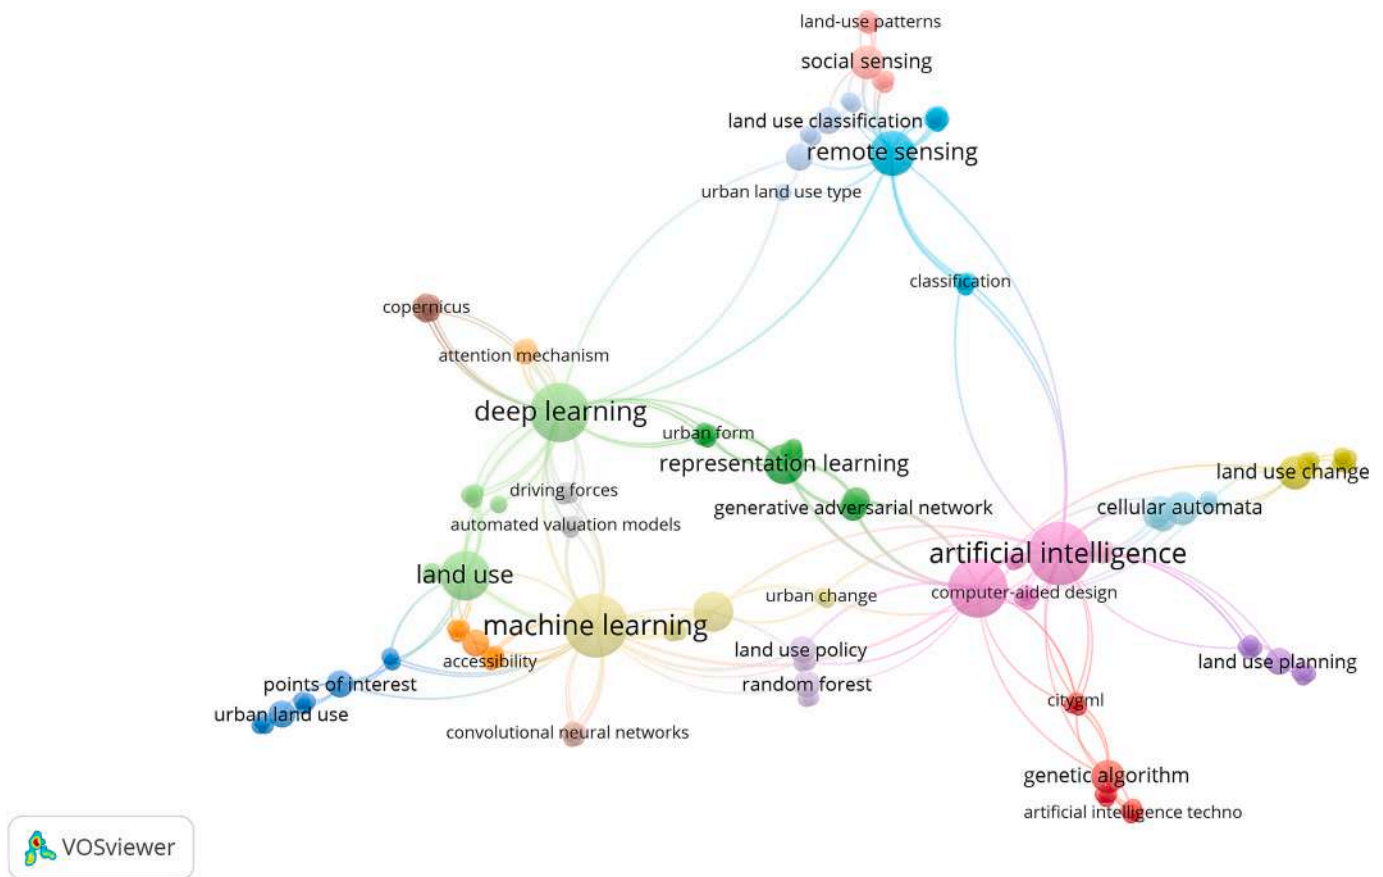 land-use patterns
social sensing
land use classification
remote sensing
urban land use type
classification
copernicus
attention mechanism
deep learning
urban form
representation learning
land use change
driving forces
generative adversarial network
cellular automata
automated valuation models
artificial intelligence
land use
computer-aided design
urban change
machine learning
land use policy
accessibility
land use planning
points of interest
random forest
citygml
urban land use
convolutional neural networks
genetic algorithm
artificial intelligence techno
VOSviewer